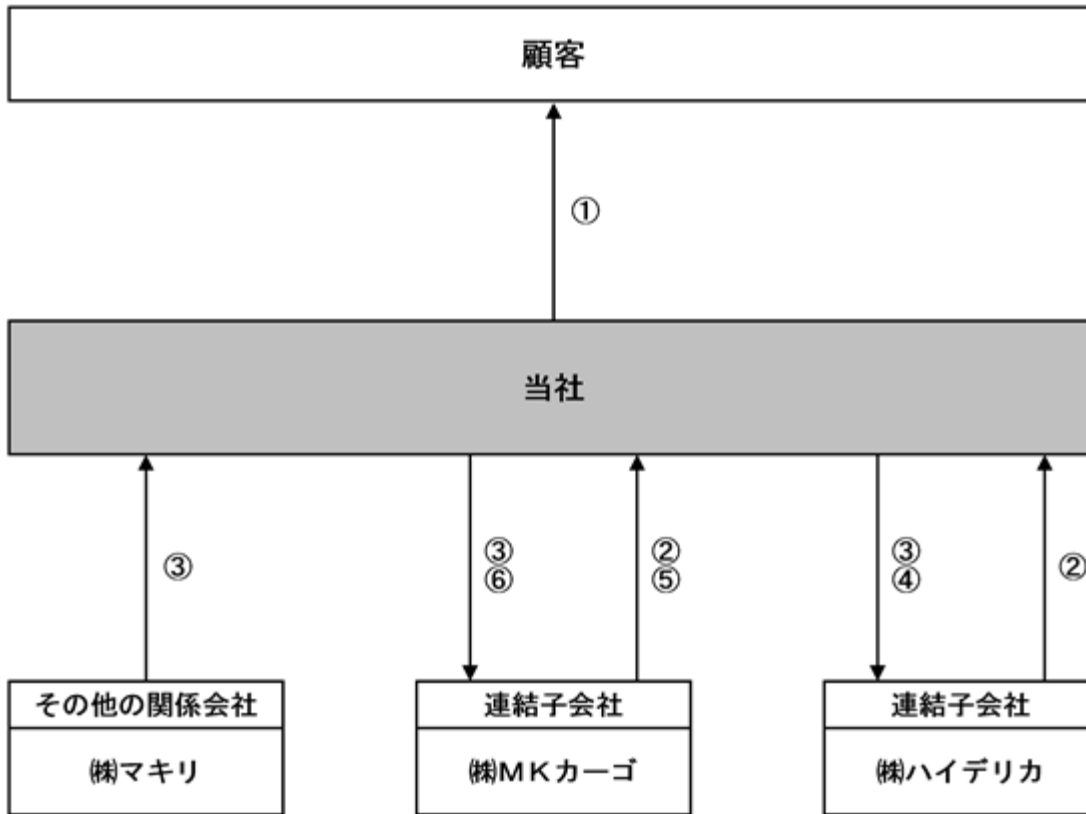 顧客
①
当社
③
③
⑥
②
⑤
③
④
②
その他の関係会社
㈱マキリ
連結子会社
㈱ＭＫカーゴ
連結子会社
㈱ハイデリカ